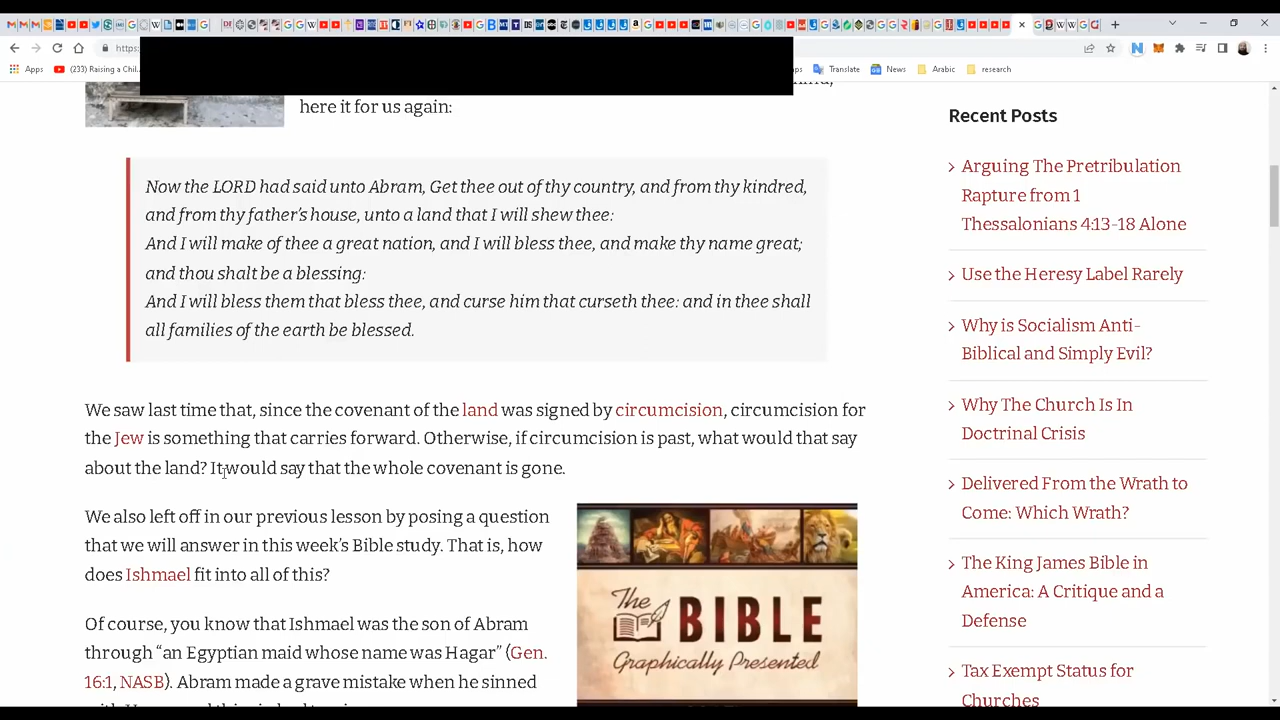 https:
Apps
(233) Raising a Chil...
aps
Translate
News
Arabic
research
here it for us again:
Now the LORD had said unto Abram, Get thee out of thy country, and from thy kindred,
and from thy father's house, unto a land that I will shew thee:
And I will make of thee a great nation, and I will bless thee, and make thy name great;
and thou shalt be a blessing:
And I will bless them that bless thee, and curse him that curseth thee: and in thee shall
all families of the earth be blessed.
We saw last time that, since the covenant of the land was signed by circumcision, circumcision for
the Jew is something that carries forward. Otherwise, if circumcision is past, what would that say
about the land? It would say that the whole covenant is gone.
We also left off in our previous lesson by posing a question
that we will answer in this week's Bible study. That is, how
does Ishmael fit into all of this?
Of course, you know that Ishmael was the son of Abram
through “an Egyptian maid whose name was Hagar” (Gen.
16:1, NASB). Abram made a grave mistake when he sinned
The BIBLE
Graphically Presented
Recent Posts
Arguing The Pretribulation
Rapture from 1
Thessalonians 4:13-18 Alone
Use the Heresy Label Rarely
Why is Socialism Anti-
Biblical and Simply Evil?
Why The Church Is In
Doctrinal Crisis
Delivered From the Wrath to
Come: Which Wrath?
The King James Bible in
America: A Critique and a
Defense
Tax Exempt Status for
Churches